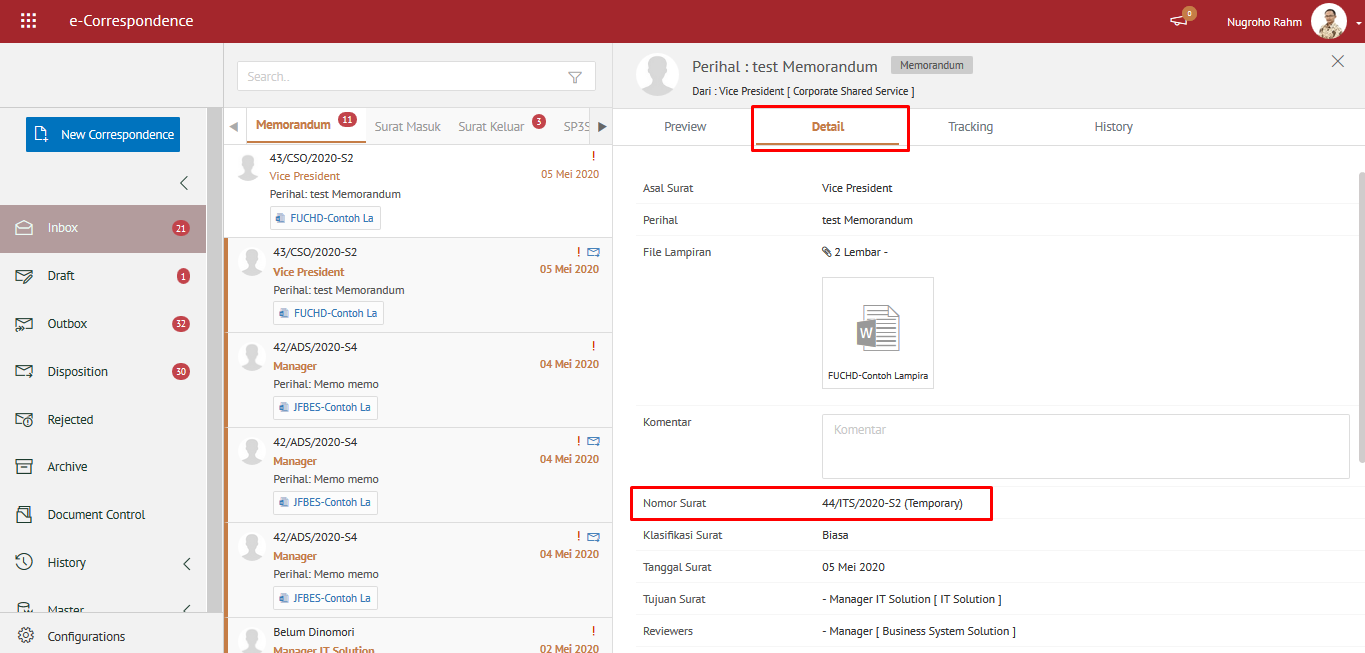 e-Correspondence
0
Nugroho Rahm
New Correspondence
Inbox 21
Draft 1
Outbox 32
Disposition 30
Rejected
Archive
Document Control
History
Master
Configurations
Search..
Memorandum 11 Surat Masuk Surat Keluar 3 SP3S
43/CSO/2020-S2 !
Vice President 05 Mei 2020
Perihal: test Memorandum
FUCHD-Contoh La
43/CSO/2020-S2 !
Vice President 05 Mei 2020
Perihal: test Memorandum
FUCHD-Contoh La
42/ADS/2020-S4 !
Manager 04 Mei 2020
Perihal: Memo memo
JFBES-Contoh La
42/ADS/2020-S4 !
Manager 04 Mei 2020
Perihal: Memo memo
JFBES-Contoh La
42/ADS/2020-S4 !
Manager 04 Mei 2020
Perihal: Memo memo
JFBES-Contoh La
Belum Dinomori !
Manager IT Solution 02 Mei 2020
Perihal : test Memorandum Memorandum
Dari : Vice President [ Corporate Shared Service ]
Preview Detail Tracking History
Asal Surat Vice President
Perihal test Memorandum
File Lampiran 2 Lembar -
W
FUCHD-Contoh Lampira
Komentar Komentar
Nomor Surat 44/ITS/2020-S2 (Temporary)
Klasifikasi Surat Biasa
Tanggal Surat 05 Mei 2020
Tujuan Surat - Manager IT Solution [ IT Solution ]
Reviewers - Manager [ Business System Solution ]